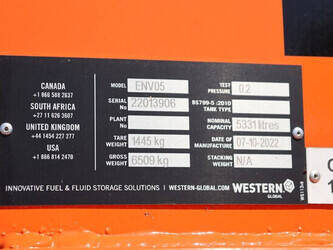 CANADA
+1 866 588 2637
SOUTH AFRICA
+27 11 626 3607
UNITED KINGDOM
+44 1454 227 277
USA
+1 866 814 2470
MODEL ENV05
SERIAL No 22013906
PLANT No
TARE WEIGHT 1445 kg
GROSS WEIGHT 6509 kg
TEST PRESSURE 0.2
BS799-5 :2010 TANK TYPE
NOMINAL CAPACITY 5331 litres
DATE OF MANUFACTURE 07-10-2022
STACKING WEIGHT N/A
INNOVATIVE FUEL & FLUID STORAGE SOLUTIONS | WESTERN-GLOBAL.COM
WESTERN
GLOBAL